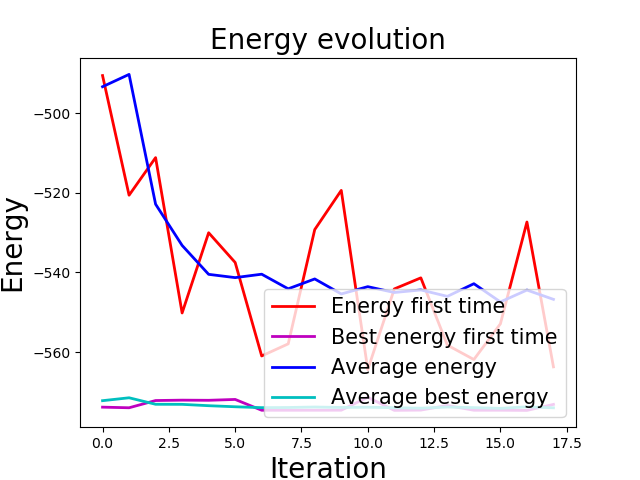 Energy evolution
Energy
−500
−520
−540
−560
Energy first time
Best energy first time
Average energy
Average best energy
0.0 2.5 5.0 7.5 10.0 12.5 15.0 17.5
Iteration